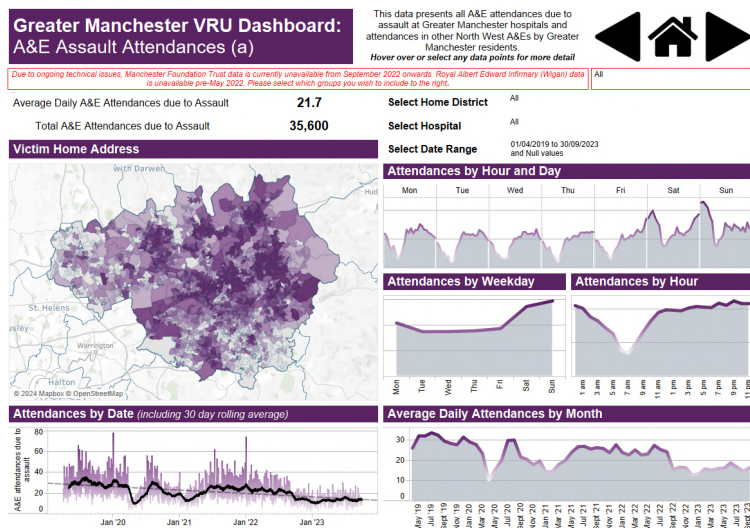 Greater Manchester VRU Dashboard:
A&E Assault Attendances (a)
This data presents all A&E attendances due to
assault at Greater Manchester hospitals and
attendances in other North West A&Es by Greater
Manchester residents.
Hover over or select any data points for more detail
Due to ongoing technical issues, Manchester Foundation Trust data is currently unavailable from September 2022 onwards. Royal Albert Edward Infirmary (Wigan) data
is unavailable pre-May 2022. Please select which groups you wish to include to the right.
All
Average Daily A&E Attendances due to Assault 21.7
Total A&E Attendances due to Assault 35,600
Select Home District All
Select Hospital All
Select Date Range 01/04/2019 to 30/09/2023
and Null values
Victim Home Address
with Darwen
St. Helens
Warrington
Halton
© 2024 Mapbox © OpenStreetMap
Attendances by Hour and Day
Mon Tue Wed Thu Fri Sat Sun
Attendances by Weekday
Mon Tue Wed Thu Fri Sat Sun
Attendances by Hour
1 am 3 am 5 am 7 am 9 am 11 am 1 pm 3 pm 5 pm 7 pm 9 pm 11 pm
Attendances by Date (including 30 day rolling average)
A&E attendances due to
assault
80
60
40
20
0
Jan '20 Jan '21 Jan '22 Jan '23
Average Daily Attendances by Month
30
20
10
0
May 19 Jul 19 Sept 19 Nov 19 Jan 20 Mar 20 May 20 Jul 20 Sept 20 Nov 20 Jan 21 Mar 21 May 21 Jul 21 Sept 21 Nov 21 Jan 22 Mar 22 May 22 Jul 22 Sept 22 Nov 22 Jan 23 Mar 23 May 23 Jul 23 Sept 23